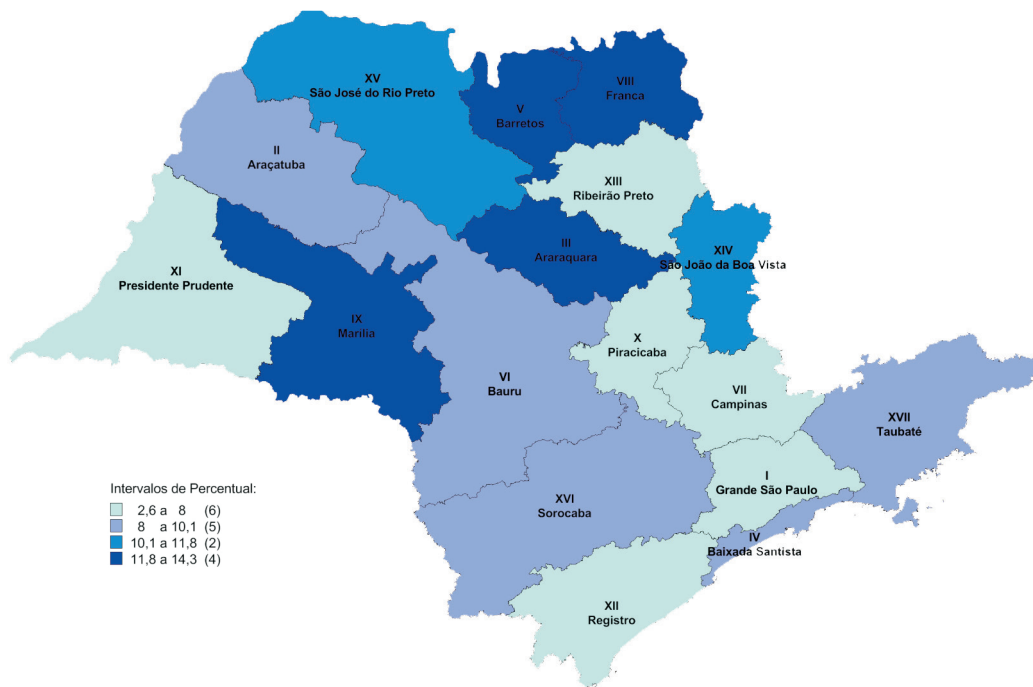 XV
São José do Rio Preto
VIII
Franca
V
Barretos
II
Araçatuba
XIII
Ribeirão Preto
III
Araraquara
XIV
São João da Boa Vista
XI
Presidente Prudente
IX
Marília
X
Piracicaba
VI
Bauru
VII
Campinas
XVII
Taubaté
I
Grande São Paulo
XVI
Sorocaba
IV
Baixada Santista
XII
Registro
Intervalos de Percentual:
2,6 a 8 (6)
8 a 10,1 (5)
10,1 a 11,8 (2)
11,8 a 14,3 (4)